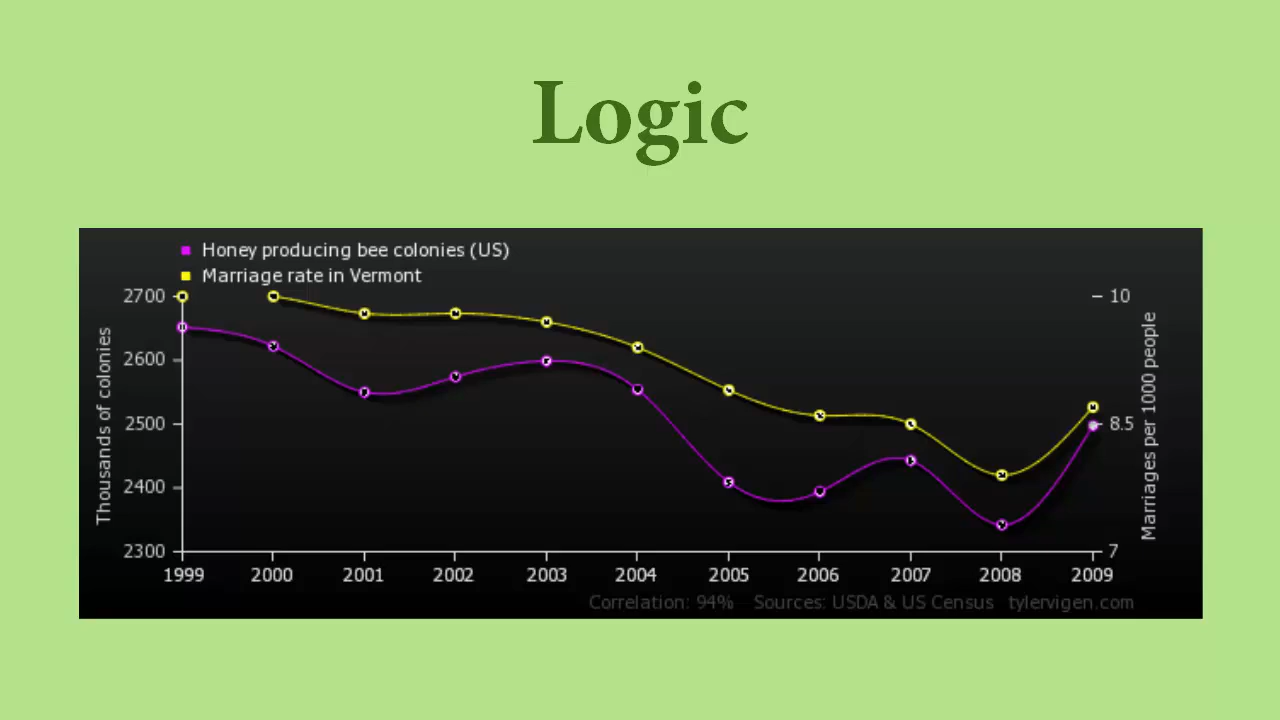 Logic
Honey producing bee colonies (US)
Marriage rate in Vermont
Thousands of colonies
2700
2600
2500
2400
2300
10
8.5
7
Marriages per 1000 people
1999 2000 2001 2002 2003 2004 2005 2006 2007 2008 2009
Correlation: 94% Sources: USDA & US Census tylervigen.com